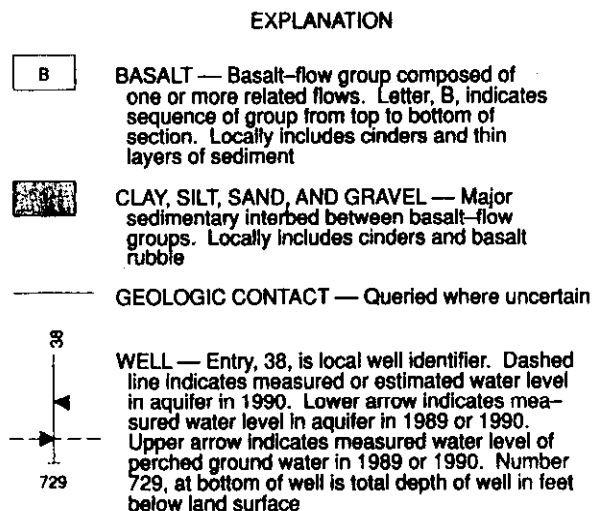 EXPLANATION
B
BASALT — Basalt–flow group composed of
one or more related flows. Letter, B, indicates
sequence of group from top to bottom of
section. Locally includes cinders and thin
layers of sediment
CLAY, SILT, SAND, AND GRAVEL — Major
sedimentary interbed between basalt–flow
groups. Locally includes cinders and basalt
rubble
GEOLOGIC CONTACT — Queried where uncertain
38
WELL — Entry, 38, is local well identifier. Dashed
line indicates measured or estimated water level
in aquifer in 1990. Lower arrow indicates mea–
sured water level in aquifer in 1989 or 1990.
Upper arrow indicates measured water level of
perched ground water in 1989 or 1990. Number
729, at bottom of well is total depth of well in feet
below land surface
729